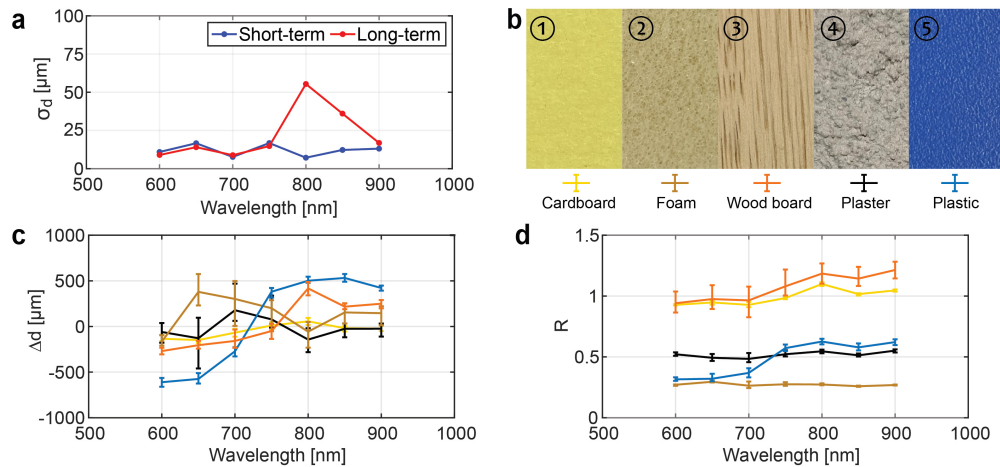 a
100
75
50
25
0
σd [µm]
Short-term
Long-term
500 600 700 800 900 1000
Wavelength [nm]
b
① ② ③ ④ ⑤
Cardboard Foam Wood board Plaster Plastic
c
1000
500
0
-500
-1000
Δd [µm]
500 600 700 800 900 1000
Wavelength [nm]
d
1.5
1
0.5
0
R
500 600 700 800 900 1000
Wavelength [nm]